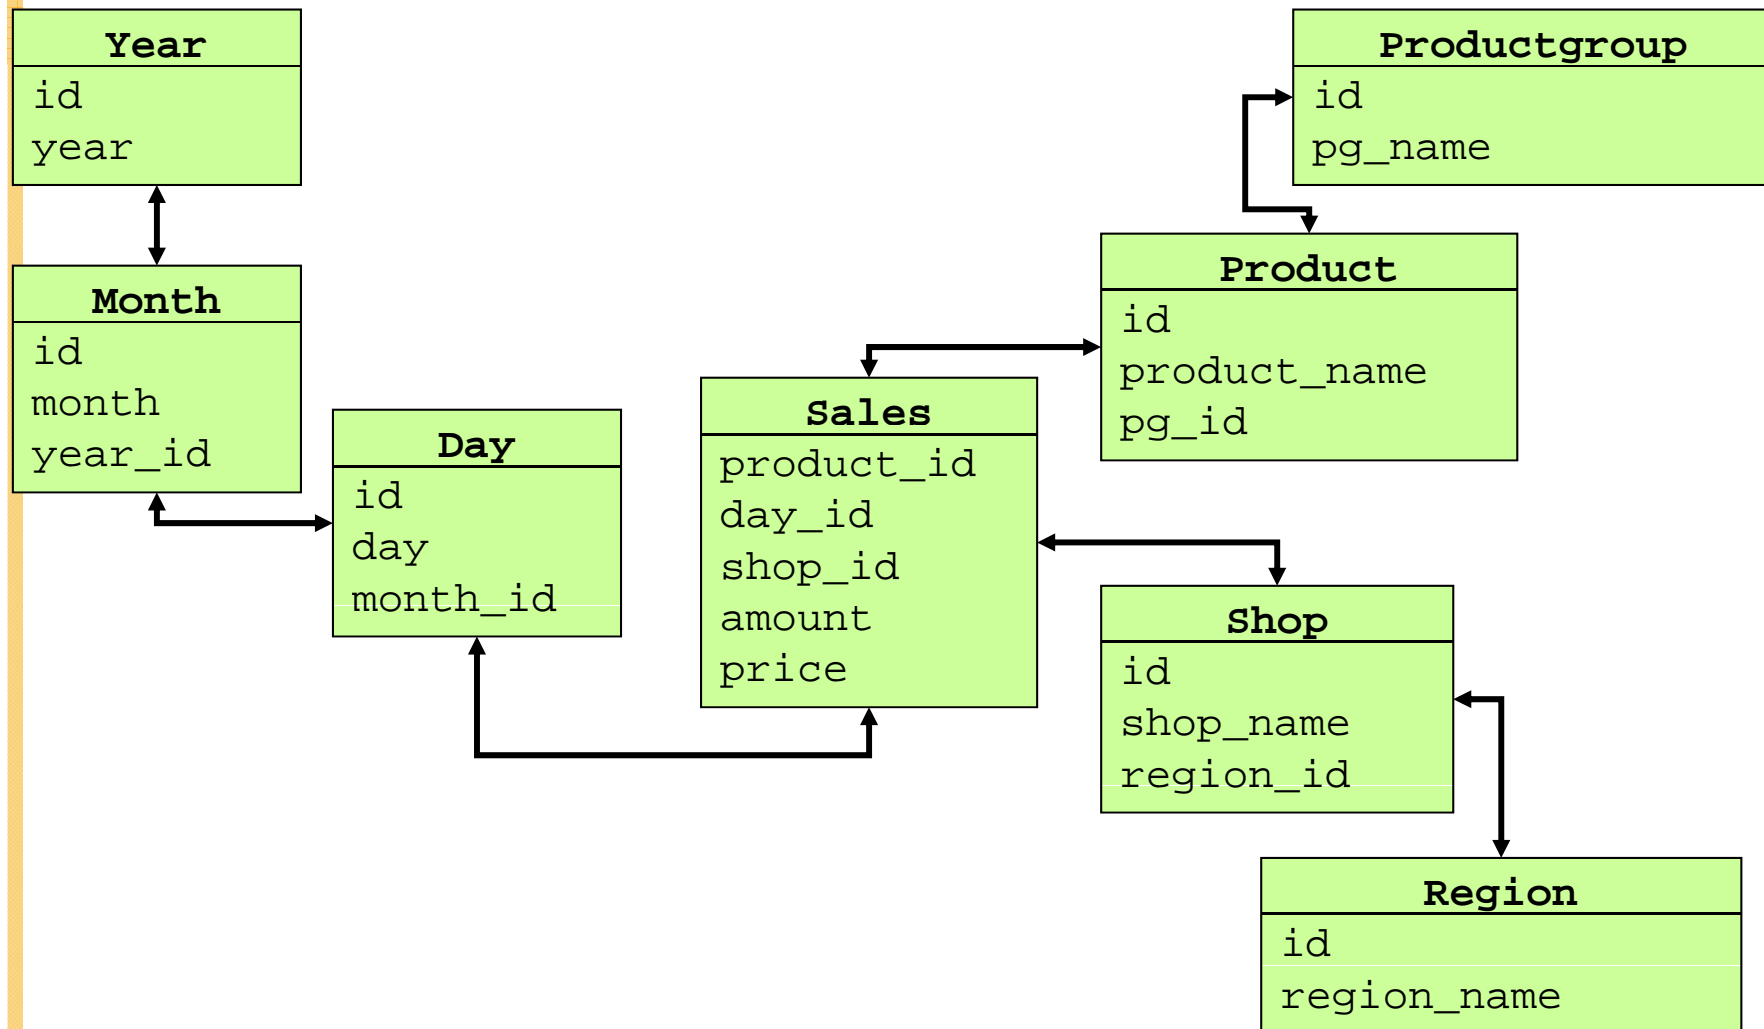 Year
id
year
Month
id
month
year_id
Day
id
day
month_id
Sales
product_id
day_id
shop_id
amount
price
Productgroup
id
pg_name
Product
id
product_name
pg_id
Shop
id
shop_name
region_id
Region
id
region_name